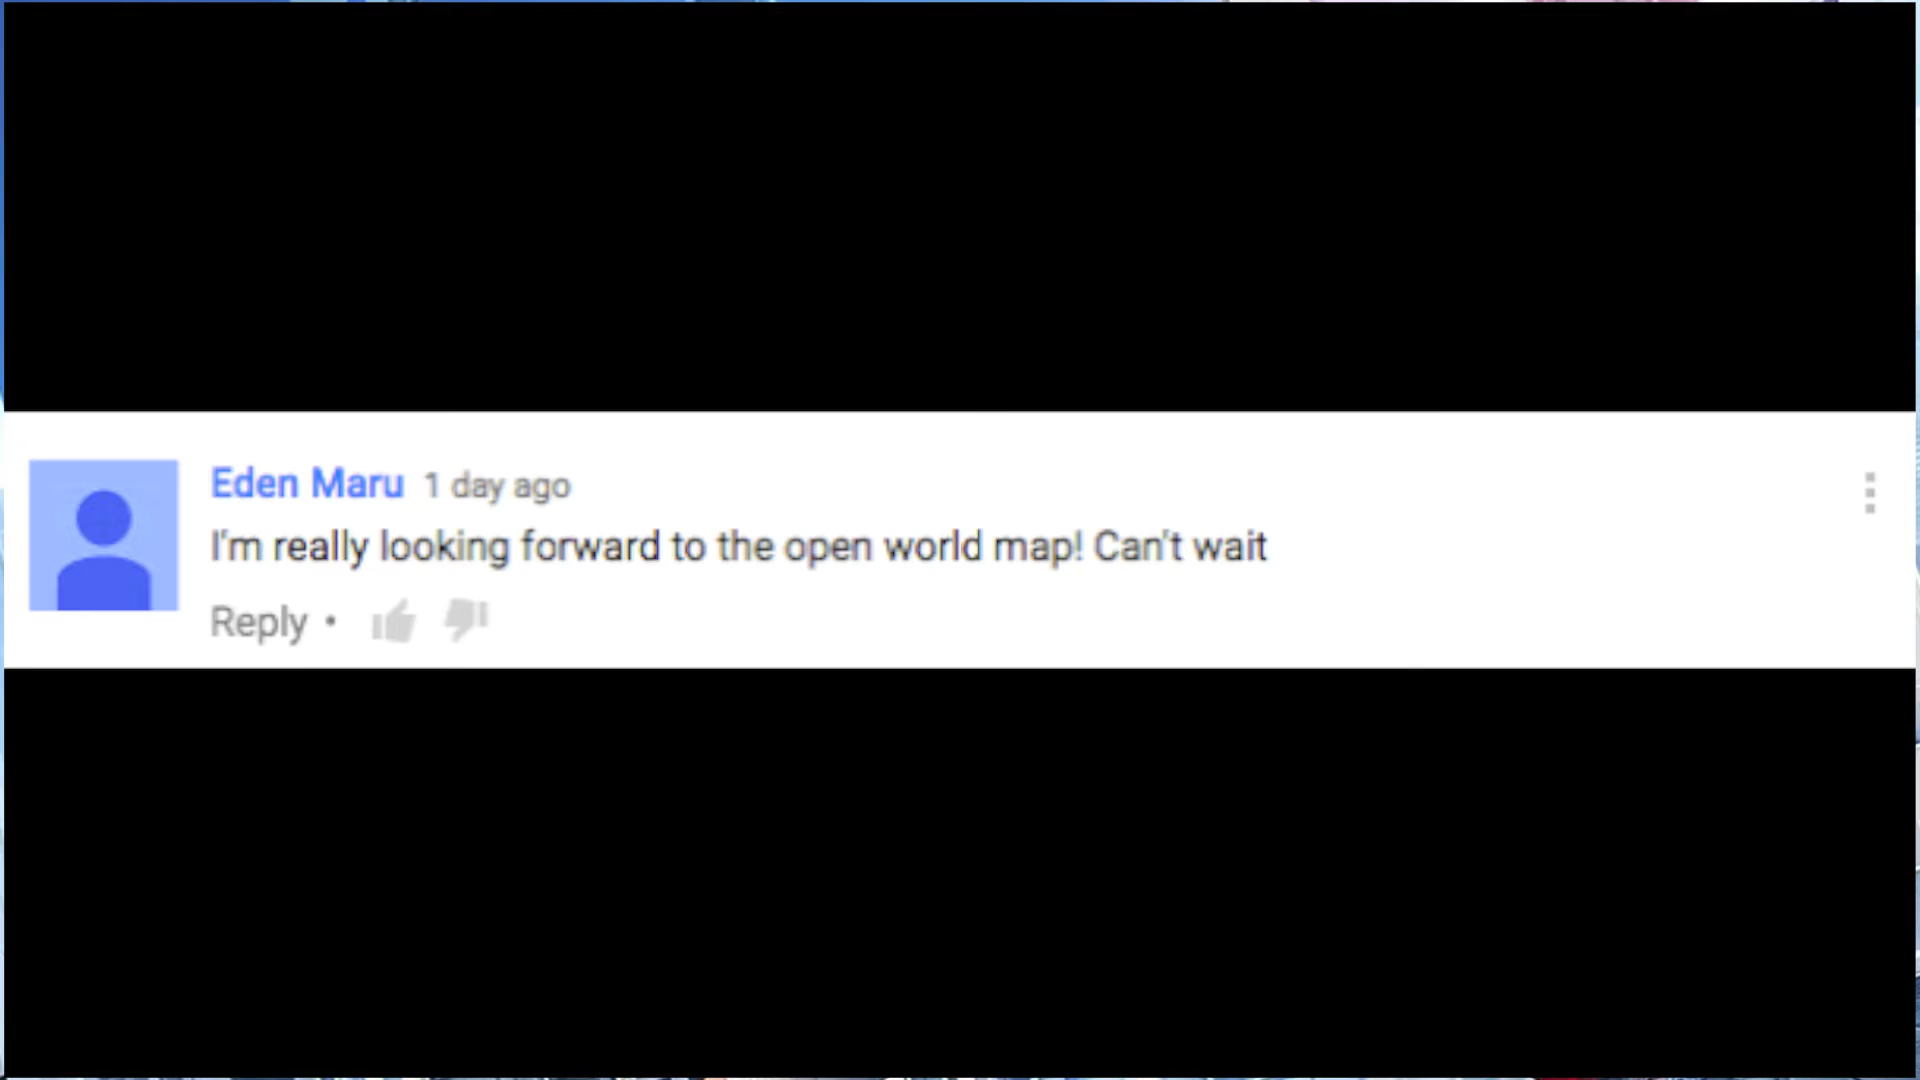 Eden Maru 1 day ago
I'm really looking forward to the open world map! Can't wait
Reply •